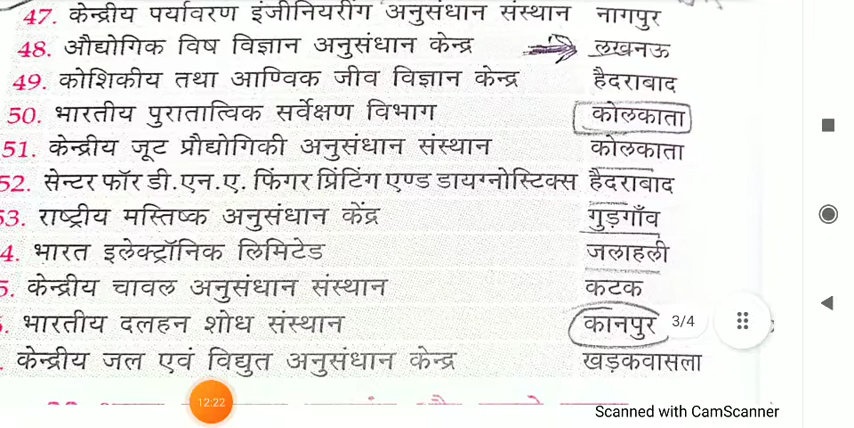 47. केन्द्रीय पर्यावरण इंजीनियरींग अनुसंधान संस्थान नागपुर
48. औद्योगिक विष विज्ञान अनुसंधान केन्द्र लखनऊ
49. कोशिकीय तथा आण्विक जीव विज्ञान केन्द्र हैदराबाद
50. भारतीय पुरातात्विक सर्वेक्षण विभाग कोलकाता
51. केन्द्रीय जूट प्रौद्योगिकी अनुसंधान संस्थान कोलकाता
52. सेन्टर फॉर डी.एन.ए. फिंगर प्रिंटिंग एण्ड डायग्नोस्टिक्स हैदराबाद
53. राष्ट्रीय मस्तिष्क अनुसंधान केंद्र गुड़गाँव
4. भारत इलेक्ट्रॉनिक लिमिटेड जलाहली
5. केन्द्रीय चावल अनुसंधान संस्थान कटक
. भारतीय दलहन शोध संस्थान कानपुर 3/4
. केन्द्रीय जल एवं विद्युत अनुसंधान केन्द्र खड़कवासला
12:22
Scanned with CamScanner